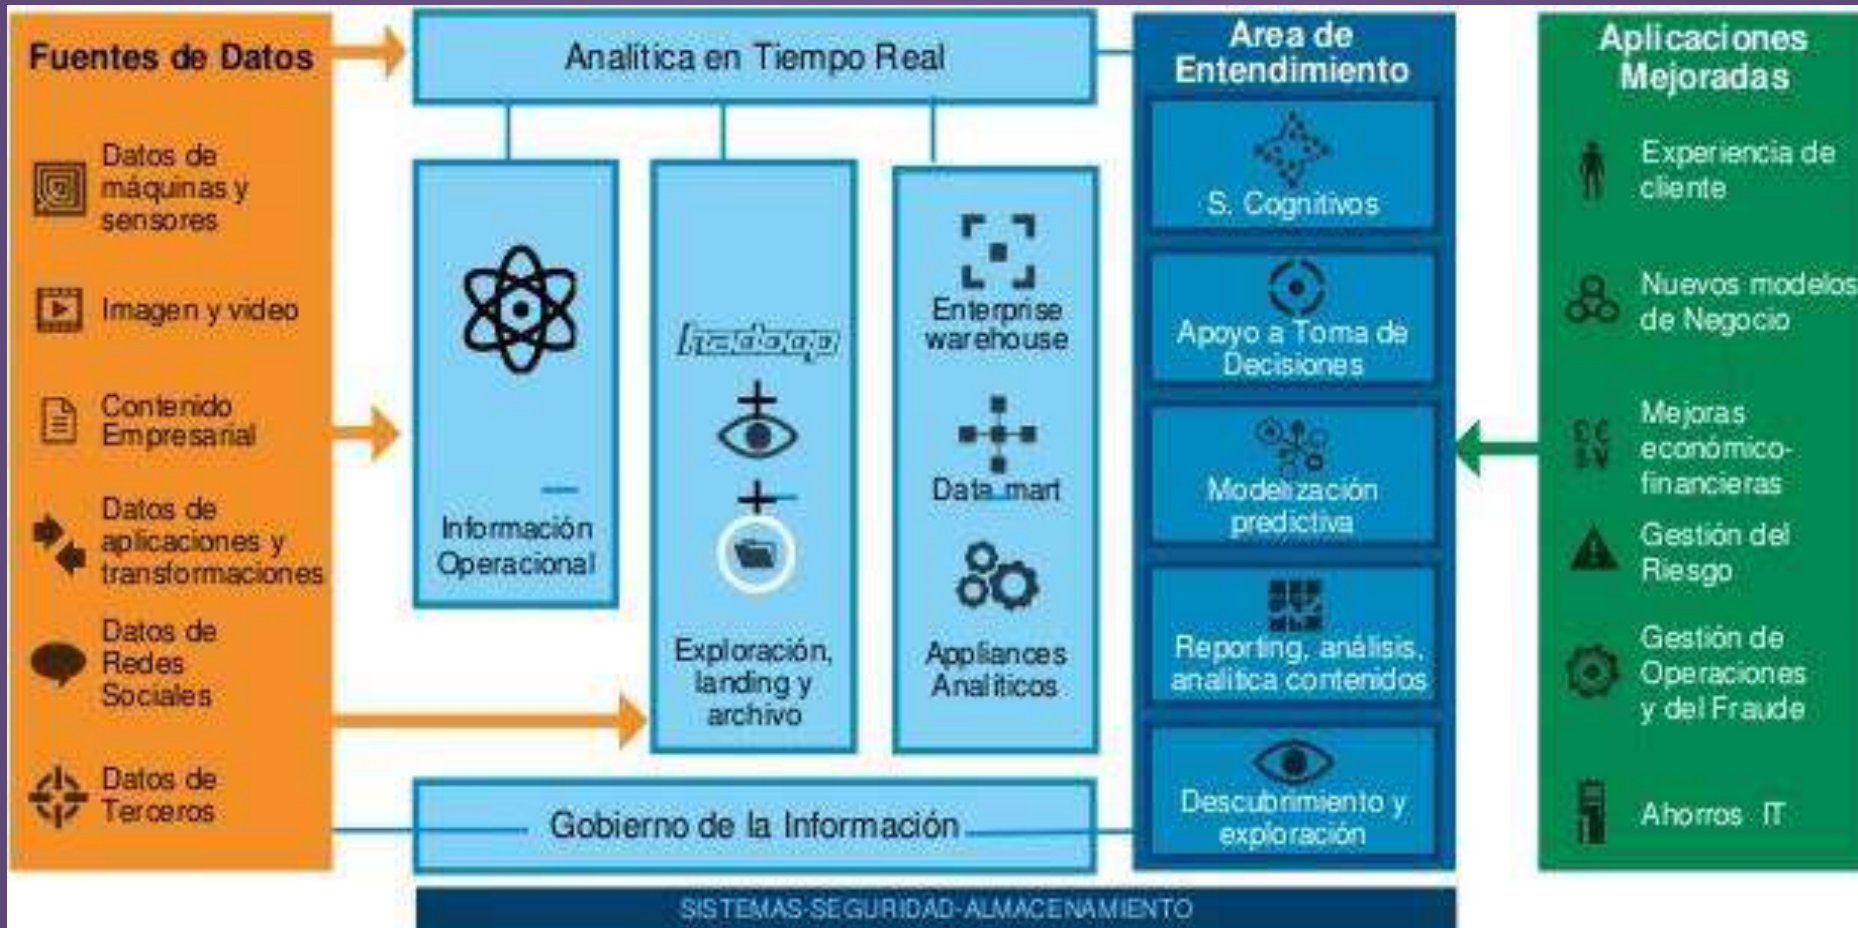 Fuentes de Datos
Datos de
máquinas y
sensores
Imagen y video
Contenido
Empresarial
Datos de
aplicaciones y
transformaciones
Datos de
Redes
Sociales
Datos de
Terceros
Analítica en Tiempo Real
Información
Operacional
hadoop
Exploración,
landing y
archivo
Enterprise
warehouse
Data mart
Appliances
Analíticos
Gobierno de la Información
Area de
Entendimiento
S. Cognitivos
Apoyo a Toma de
Decisiones
Modelización
predictiva
Reporting, análisis,
analítica contenidos
Descubrimiento y
exploración
Aplicaciones
Mejoradas
Experiencia de
cliente
Nuevos modelos
de Negocio
Mejoras
económico-
financieras
Gestión del
Riesgo
Gestión de
Operaciones
y del Fraude
Ahorros IT
SISTEMAS-SEGURIDAD-ALMACENAMIENTO